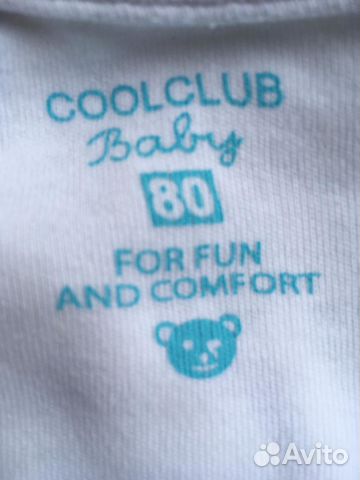 COOLCLUB
Baby
80
FOR FUN
AND COMFORT
Avito